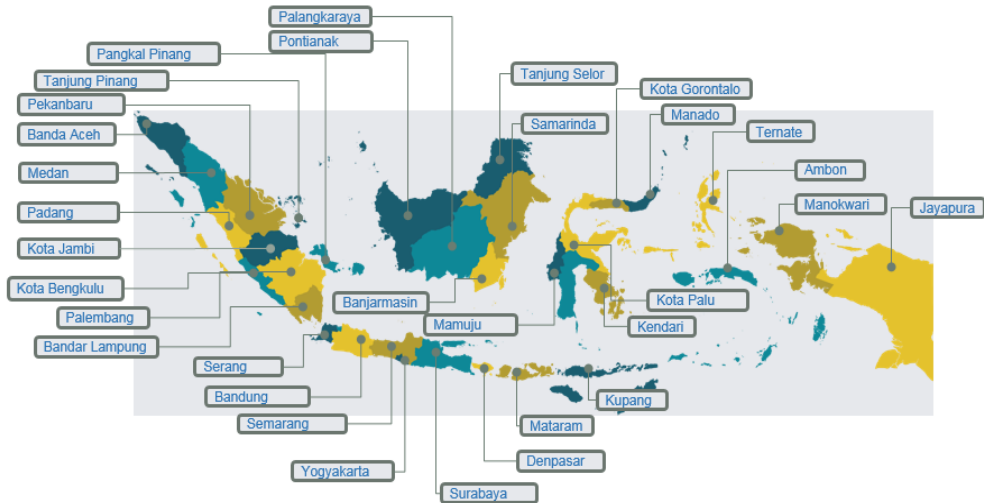 Palangkaraya
Pontianak
Pangkal Pinang
Tanjung Pinang
Tanjung Selor
Kota Gorontalo
Pekanbaru
Manado
Banda Aceh
Samarinda
Ternate
Medan
Ambon
Padang
Manokwari
Jayapura
Kota Jambi
Kota Bengkulu
Banjarmasin
Kota Palu
Palembang
Mamuju
Kendari
Bandar Lampung
Serang
Bandung
Kupang
Semarang
Mataram
Yogyakarta
Denpasar
Surabaya